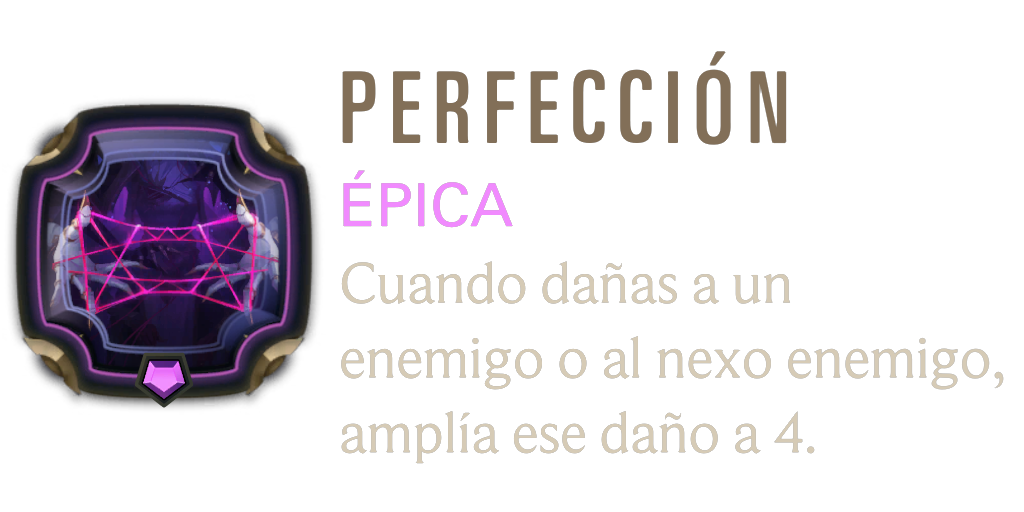 PERFECCIÓN
ÉPICA
Cuando dañas a un
enemigo o al nexo enemigo,
amplía ese daño a 4.